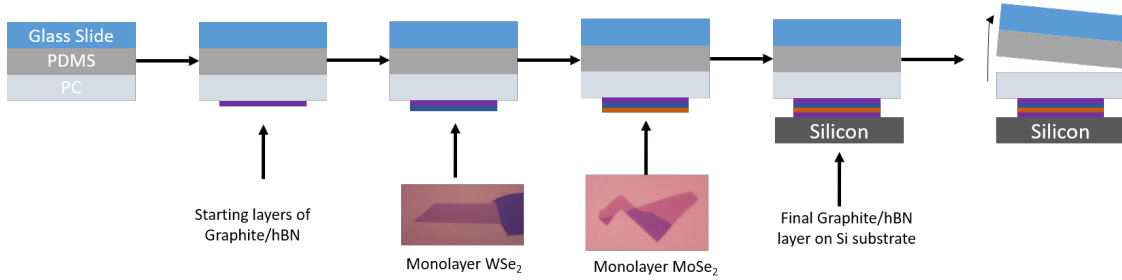 Glass Slide
PDMS
PC
Silicon
Silicon
Starting layers of
Graphite/hBN
Monolayer WSe₂
Monolayer MoSe₂
Final Graphite/hBN
layer on Si substrate